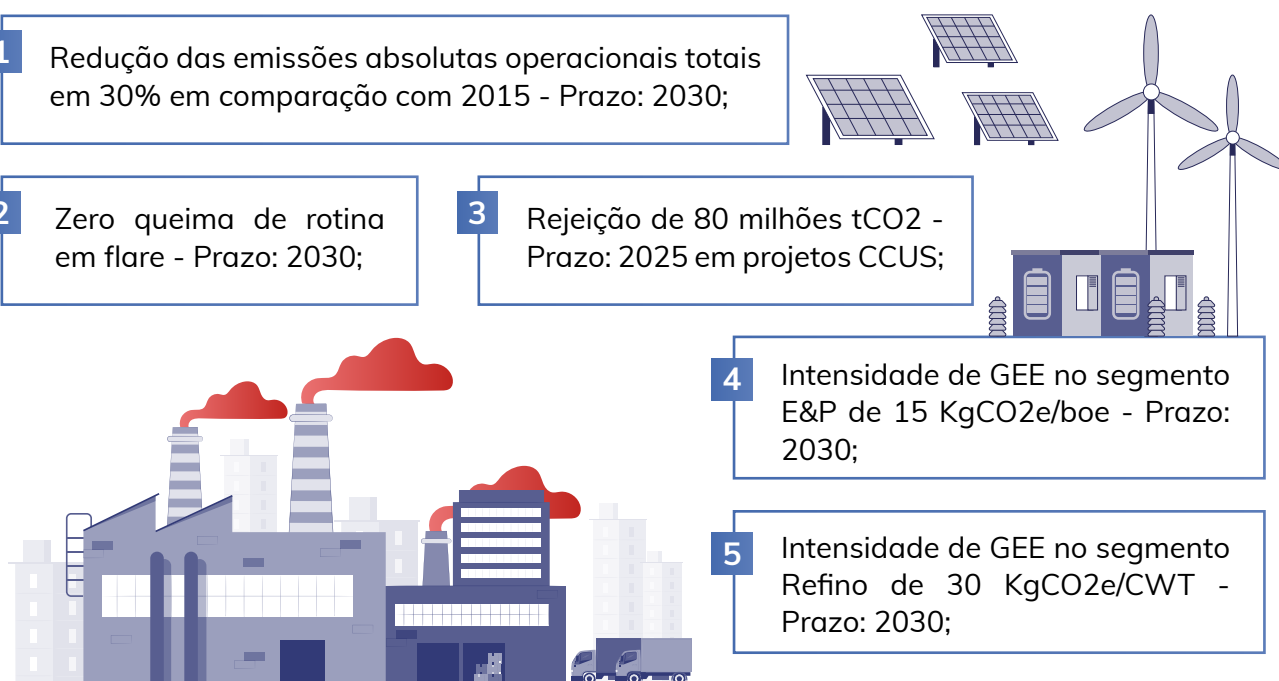 1
Redução das emissões absolutas operacionais totais
em 30% em comparação com 2015 - Prazo: 2030;
2
Zero queima de rotina
em flare - Prazo: 2030;
3
Rejeição de 80 milhões tCO2 -
Prazo: 2025 em projetos CCUS;
4
Intensidade de GEE no segmento
E&P de 15 KgCO2e/boe - Prazo:
2030;
5
Intensidade de GEE no segmento
Refino de 30 KgCO2e/CWT -
Prazo: 2030;